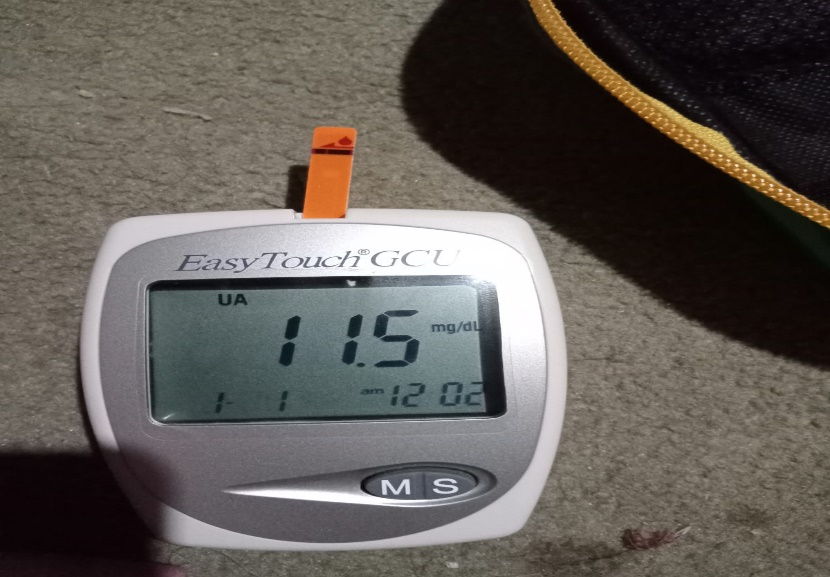 EasyTouch® GCU
UA
11.5 mg/dL
1- 1 am 12 02
M S